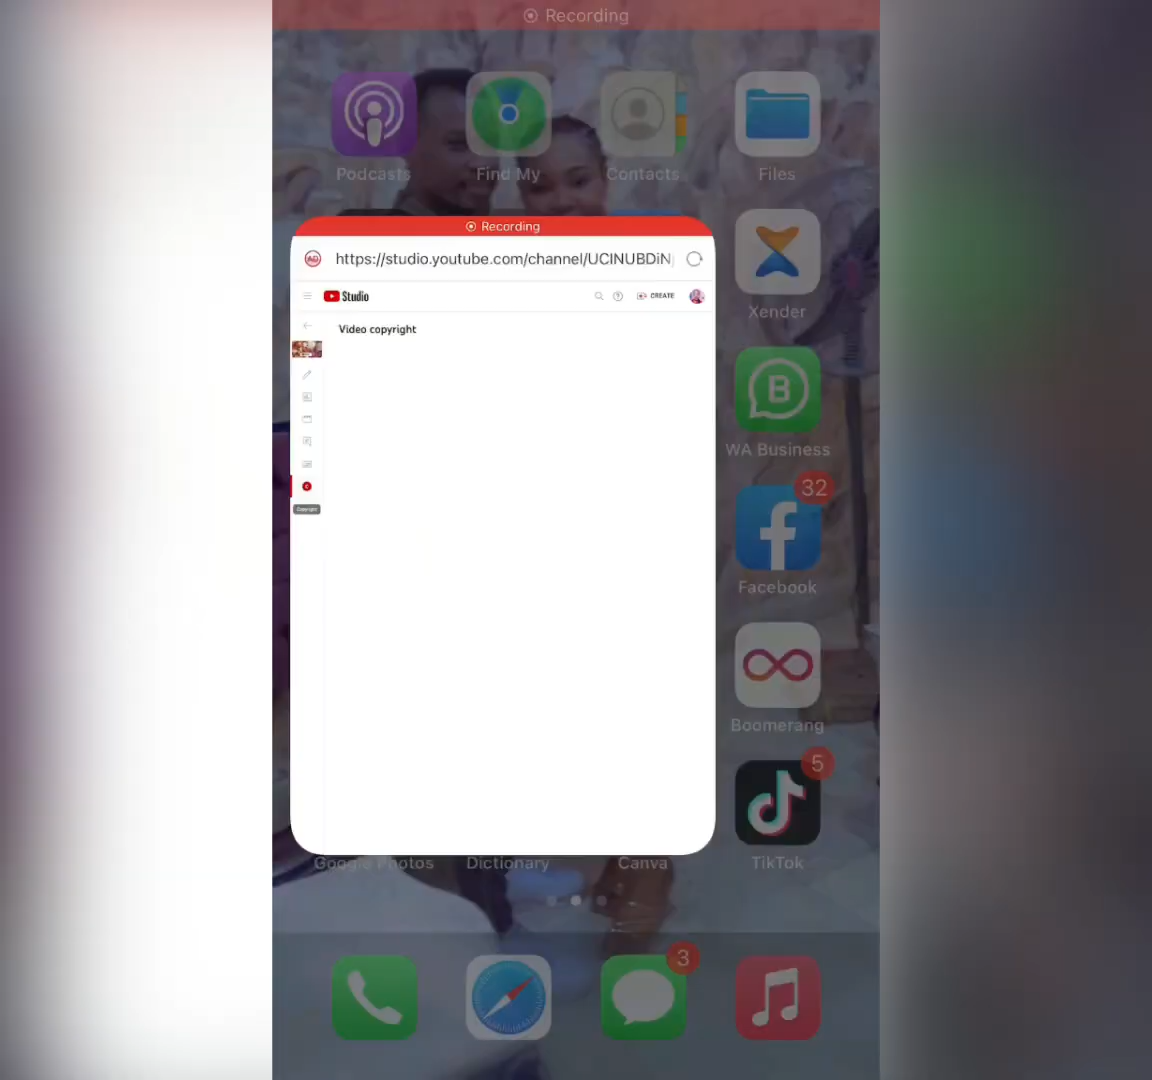 Recording
Podcasts
Find My
Contacts
Files
Recording
https://studio.youtube.com/channel/UCINUBDiN
Studio
CREATE
Video copyright
Copyright
Xender
B
WA Business
32
Facebook
Boomerang
5
Google Photos
Dictionary
Canva
TikTok
3